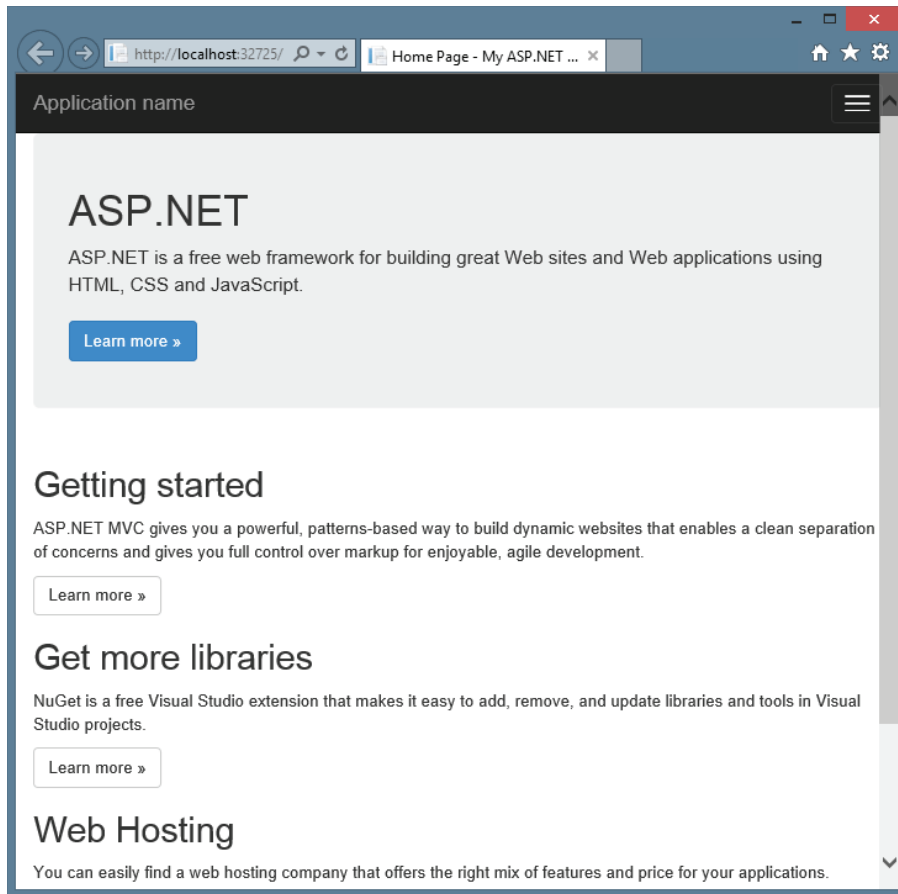 http://localhost:32725/
Home Page - My ASP.NET ...
Application name
ASP.NET
ASP.NET is a free web framework for building great Web sites and Web applications using
HTML, CSS and JavaScript.
Learn more »
Getting started
ASP.NET MVC gives you a powerful, patterns-based way to build dynamic websites that enables a clean separation
of concerns and gives you full control over markup for enjoyable, agile development.
Learn more »
Get more libraries
NuGet is a free Visual Studio extension that makes it easy to add, remove, and update libraries and tools in Visual
Studio projects.
Learn more »
Web Hosting
You can easily find a web hosting company that offers the right mix of features and price for your applications.